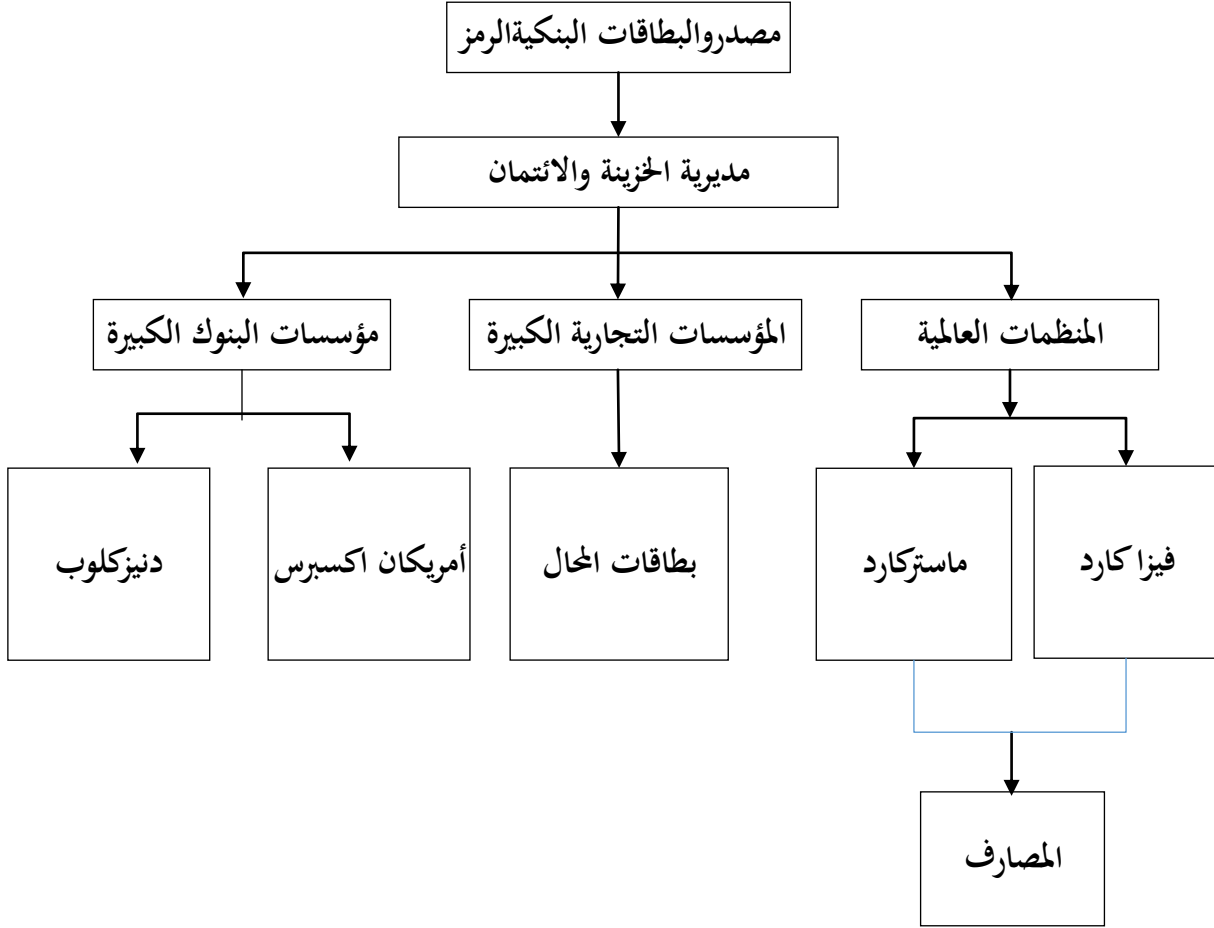 مصدروالبطاقات البنكيةالرمز
مديرية الخزينة والائتمان
المنظمات العالمية
المؤسسات التجارية الكبيرة
مؤسسات البنوك الكبيرة
فيزا كارد
ماستركارد
بطاقات المحال
أمريكان اكسبرس
دنيزكلوب
المصارف